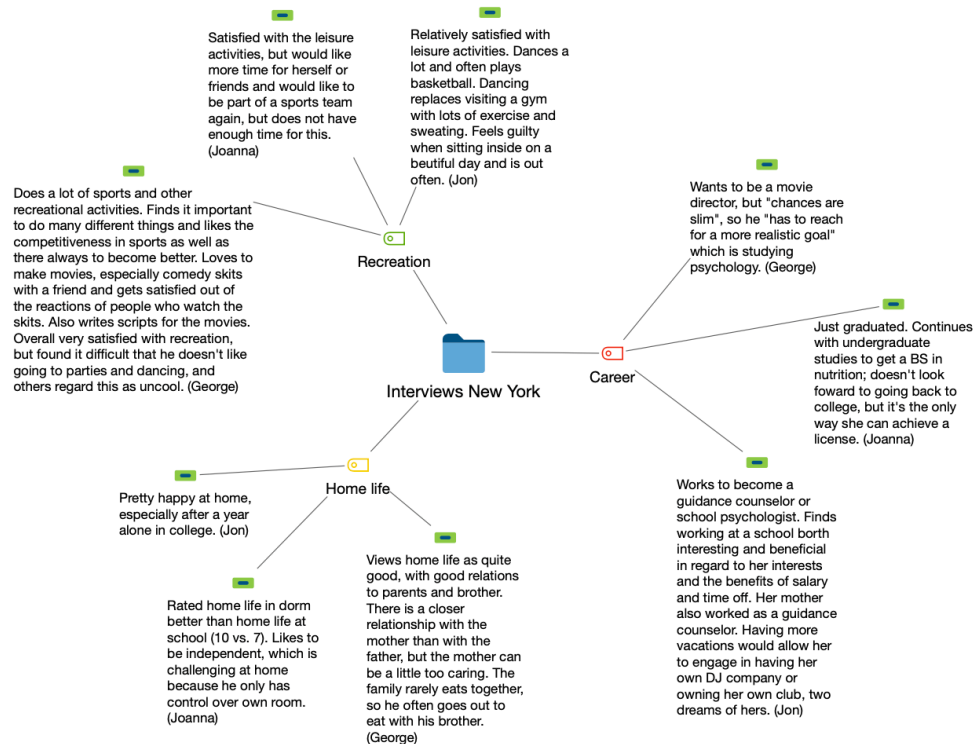 Satisfied with the leisure
activities, but would like
more time for herself or
friends and would like to
be part of a sports team
again, but does not have
enough time for this.
(Joanna)
Relatively satisfied with
leisure activities. Dances a
lot and often plays
basketball. Dancing
replaces visiting a gym
with lots of exercise and
sweating. Feels guilty
when sitting inside on a
beutiful day and is out
often. (Jon)
Does a lot of sports and other
recreational activities. Finds it important
to do many different things and likes the
competitiveness in sports as well as
there always to become better. Loves to
make movies, especially comedy skits
with a friend and gets satisfied out of
the reactions of people who watch the
skits. Also writes scripts for the movies.
Overall very satisfied with recreation,
but found it difficult that he doesn't like
going to parties and dancing, and
others regard this as uncool. (George)
Recreation
Wants to be a movie
director, but "chances are
slim", so he "has to reach
for a more realistic goal"
which is studying
psychology. (George)
Just graduated. Continues
with undergraduate
studies to get a BS in
nutrition; doesn't look
foward to going back to
college, but it's the only
way she can achieve a
license. (Joanna)
Career
Interviews New York
Home life
Pretty happy at home,
especially after a year
alone in college. (Jon)
Rated home life in dorm
better than home life at
school (10 vs. 7). Likes to
be independent, which is
challenging at home
because he only has
control over own room.
(Joanna)
Views home life as quite
good, with good relations
to parents and brother.
There is a closer
relationship with the
mother than with the
father, but the mother can
be a little too caring. The
family rarely eats together,
so he often goes out to
eat with his brother.
(George)
Works to become a
guidance counselor or
school psychologist. Finds
working at a school borth
interesting and beneficial
in regard to her interests
and the benefits of salary
and time off. Her mother
also worked as a guidance
counselor. Having more
vacations would allow her
to engage in having her
own DJ company or
owning her own club, two
dreams of hers. (Jon)